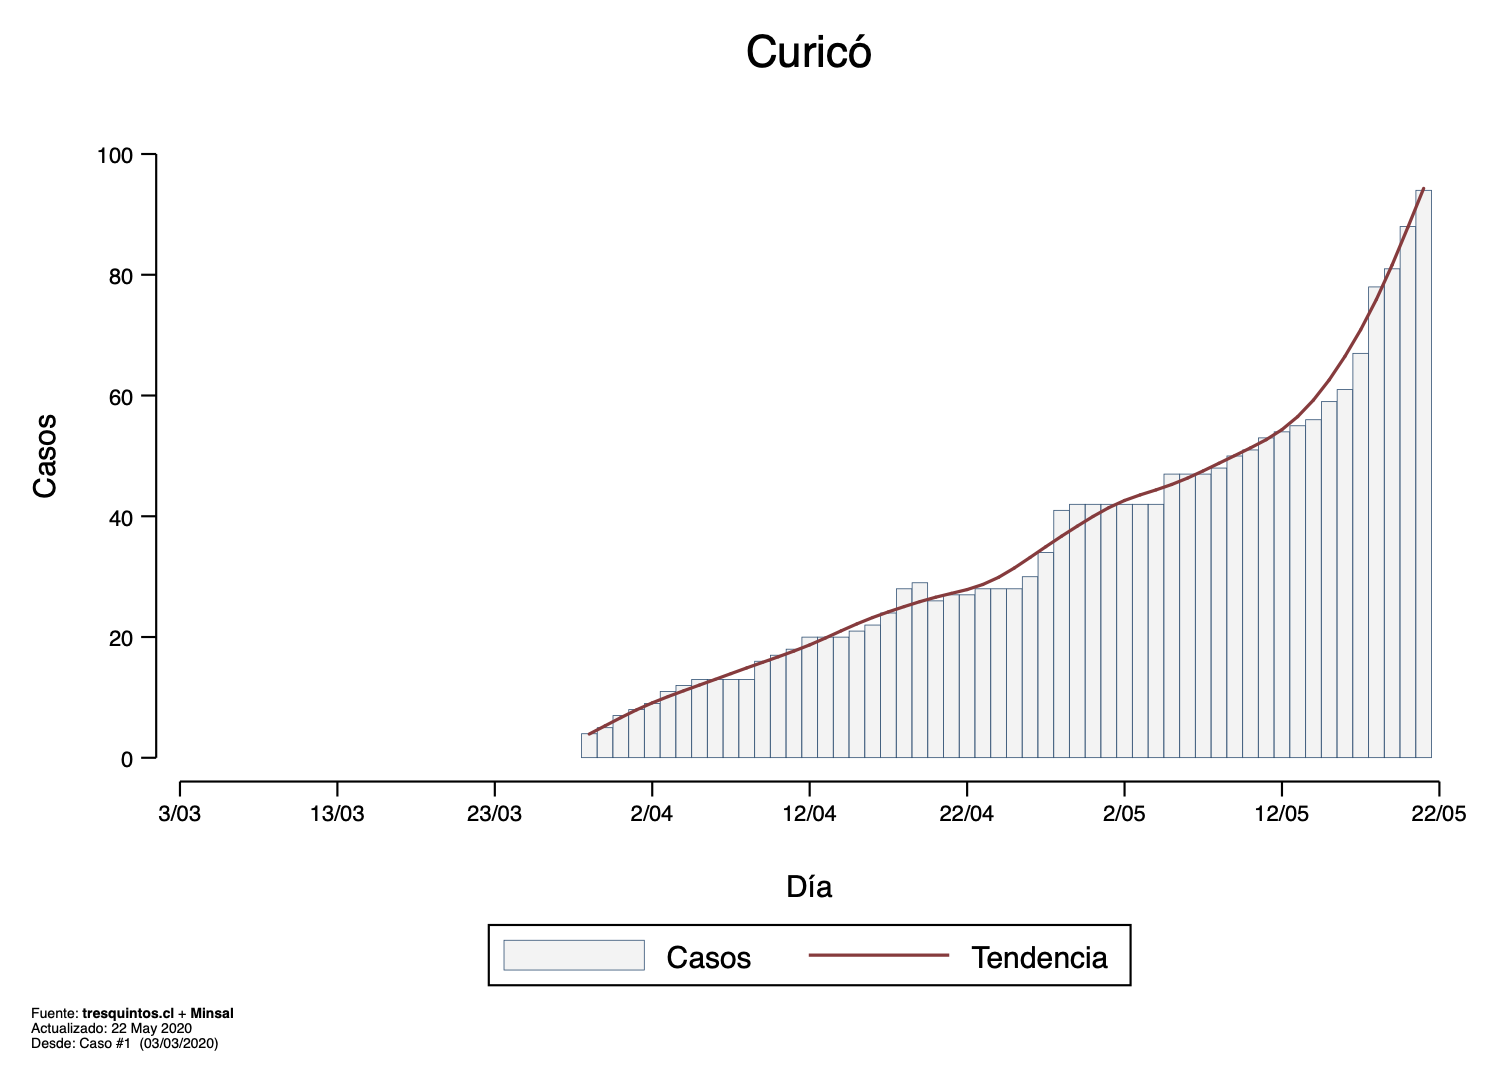 Curicó
100
80
60
40
20
0
Casos
3/03 13/03 23/03 2/04 12/04 22/04 2/05 12/05 22/05
Día
Casos Tendencia
Fuente: tresquintos.cl + Minsal
Actualizado: 22 May 2020
Desde: Caso #1 (03/03/2020)